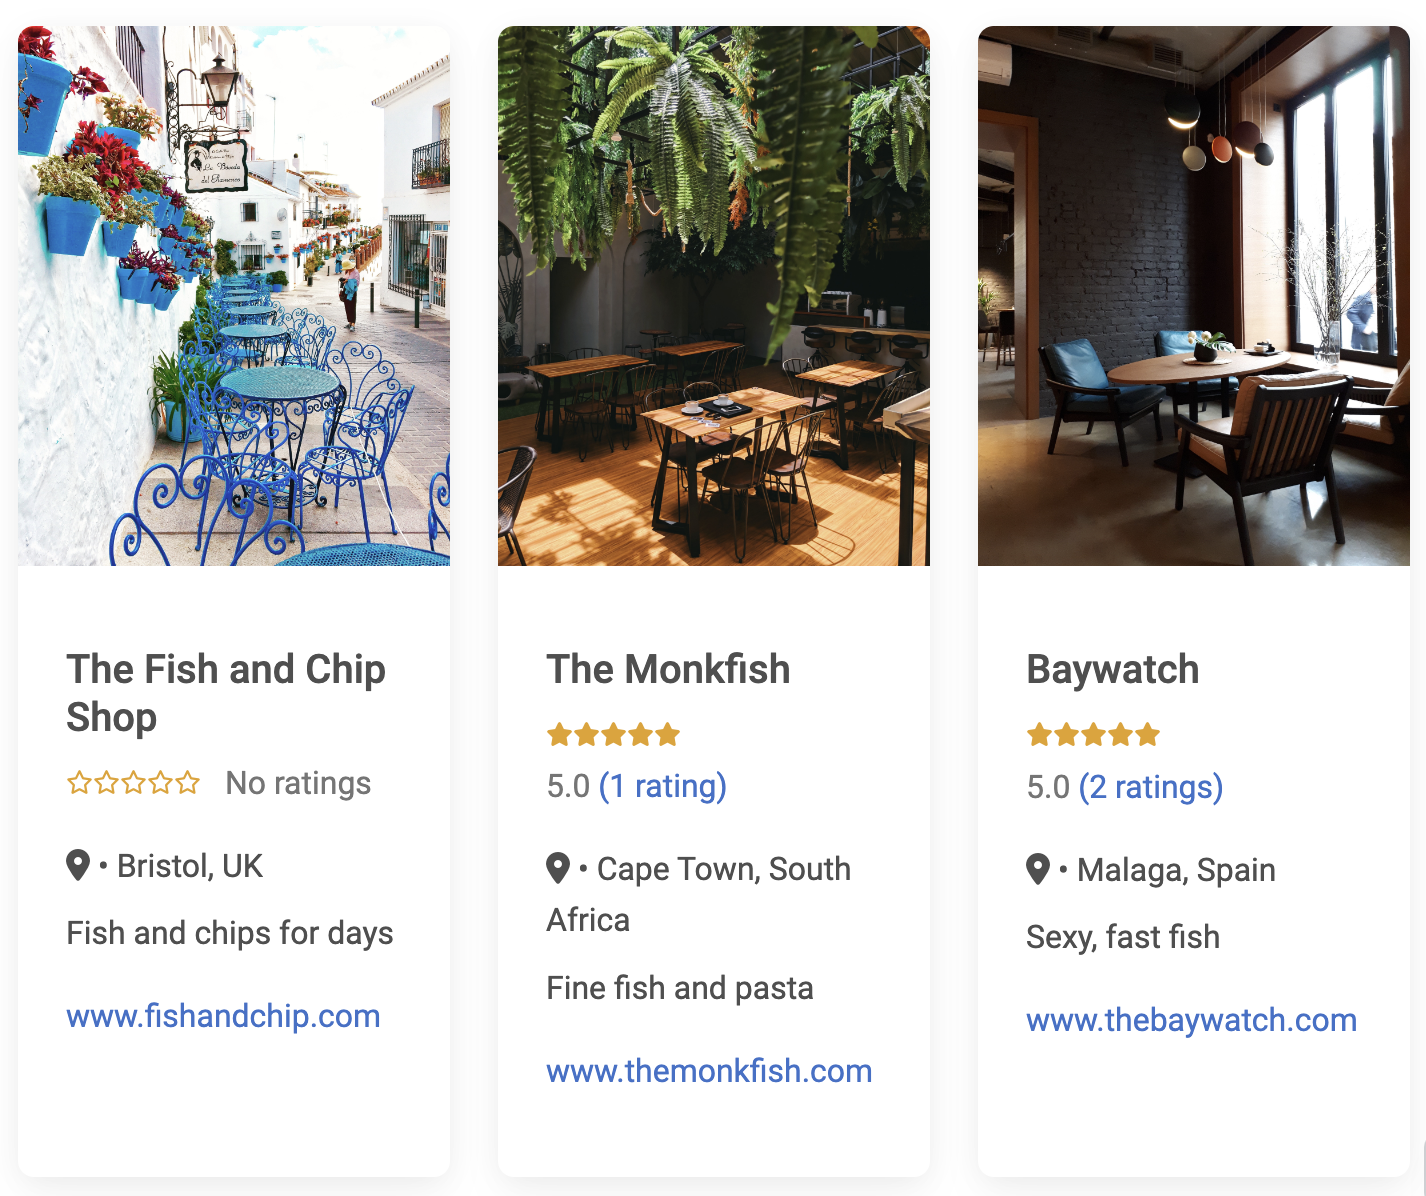 La
del
The Fish and Chip
Shop
No ratings
• Bristol, UK
Fish and chips for days
www.fishandchip.com
The Monkfish
5.0 (1 rating)
• Cape Town, South
Africa
Fine fish and pasta
www.themonkfish.com
Baywatch
5.0 (2 ratings)
• Malaga, Spain
Sexy, fast fish
www.thebaywatch.com